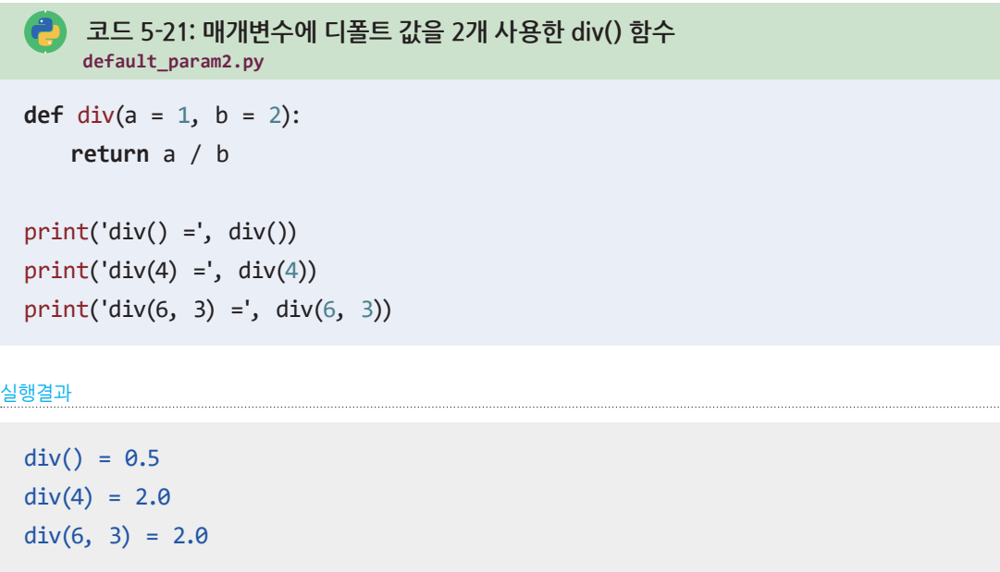 코드 5-21: 매개변수에 디폴트 값을 2개 사용한 div() 함수
default_param2.py
def div(a = 1, b = 2):
    return a / b
print('div() =', div())
print('div(4) =', div(4))
print('div(6, 3) =', div(6, 3))
실행결과
div() = 0.5
div(4) = 2.0
div(6, 3) = 2.0